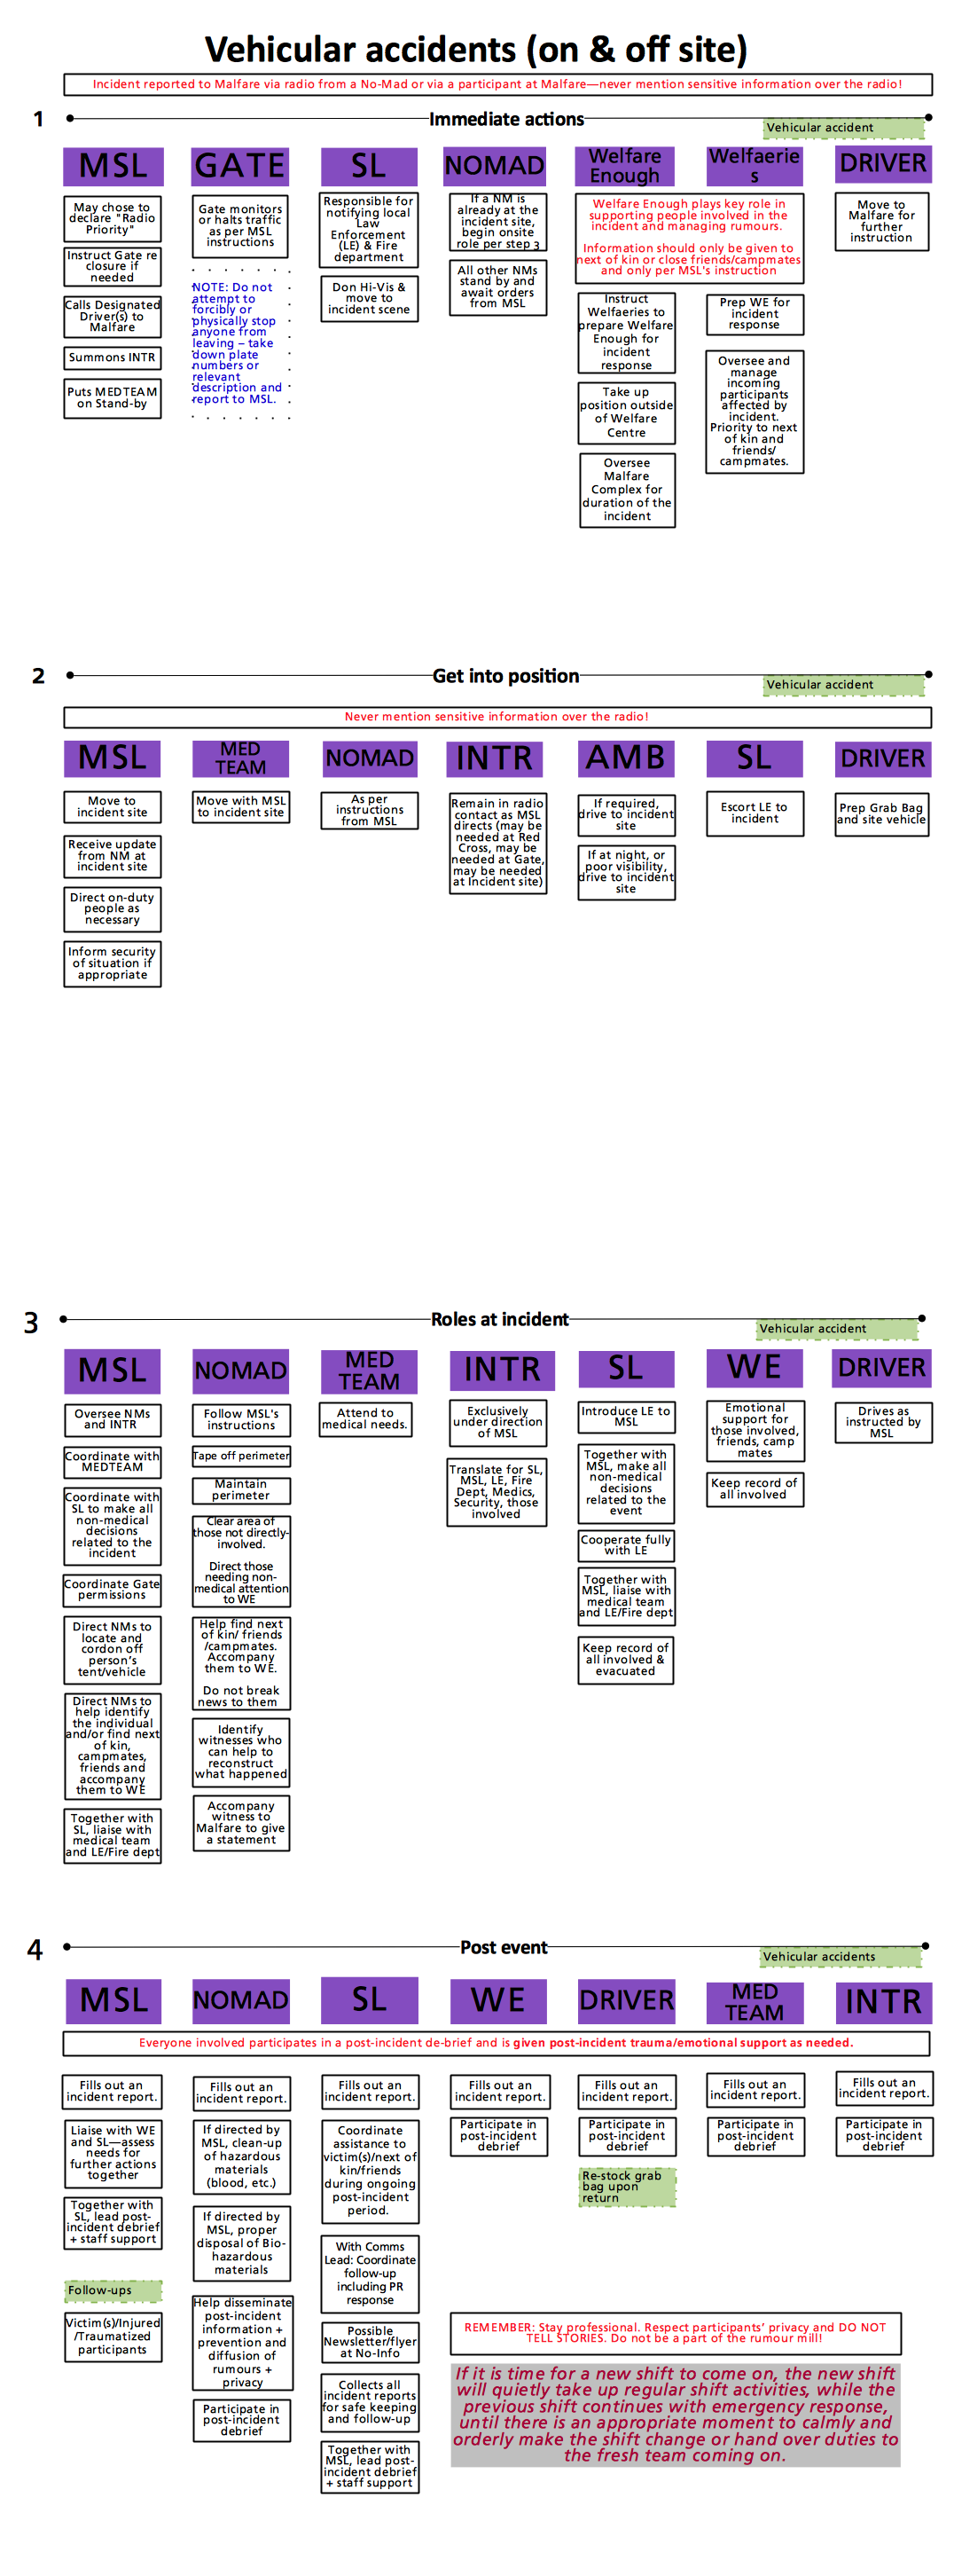 Vehicular accidents (on & off site)
Incident reported to Malfare via radio from a No-Mad or via a participant at Malfare—never mention sensitive information over the radio!
1
Immediate actions
Vehicular accident
MSL
May chose to
declare "Radio
Priority"
Instruct Gate re
closure if
needed
Calls Designated
Driver(s) to
Malfare
Summons INTR
Puts MEDTEAM
on Stand-by
GATE
Gate monitors
or halts traffic
as per MSL
instructions
NOTE: Do not
attempt to
forcibly or
physically stop
anyone from
leaving – take
down plate
numbers or
relevant
description and
report to MSL.
SL
Responsible for
notifying local
Law
Enforcement
(LE) & Fire
department
Don Hi-Vis &
move to
incident scene
NOMAD
If a NM is
already at the
incident site,
begin onsite
role per step 3
All other NMs
stand by and
await orders
from MSL
Welfare
Enough
Welfaerie
s
Welfare Enough plays key role in
supporting people involved in the
incident and managing rumours.
Information should only be given to
next of kin or close friends/campmates
and only per MSL's instruction
Instruct
Welfaeries to
prepare Welfare
Enough for
incident
response
Take up
position outside
of Welfare
Centre
Oversee
Malfare
Complex for
duration of the
incident
Prep WE for
incident
response
Oversee and
manage
incoming
participants
affected by
incident.
Priority to next
of kin and
friends/
campmates.
DRIVER
Move to
Malfare for
further
instruction
2
Get into position
Vehicular accident
Never mention sensitive information over the radio!
MSL
Move to
incident site
Receive update
from NM at
incident site
Direct on-duty
people as
necessary
Inform security
of situation if
appropriate
MED
TEAM
Move with MSL
to incident site
NOMAD
As per
instructions
from MSL
INTR
Remain in radio
contact as MSL
directs (may be
needed at Red
Cross, may be
needed at Gate,
may be needed
at Incident site)
AMB
If required,
drive to incident
site
If at night, or
poor visibility,
drive to incident
site
SL
Escort LE to
incident
DRIVER
Prep Grab Bag
and site vehicle
3
Roles at incident
Vehicular accident
MSL
Oversee NMs
and INTR
Coordinate with
MEDTEAM
Coordinate with
SL to make all
non-medical
decisions
related to the
incident
Coordinate Gate
permissions
Direct NMs to
locate and
cordon off
person's
tent/vehicle
Direct NMs to
help identify
the individual
and/or find next
of kin,
campmates,
friends and
accompany
them to WE
Together with
SL, liaise with
medical team
and LE/Fire dept
NOMAD
Follow MSL's
instructions
Tape off perimeter
Maintain
perimeter
Clear area of
those not directly-
involved.
Direct those
needing non-
medical attention
to WE
Help find next
of kin/ friends
/campmates.
Accompany
them to WE.
Do not break
news to them
Identify
witnesses who
can help to
reconstruct
what happened
Accompany
witness to
Malfare to give
a statement
MED
TEAM
Attend to
medical needs.
INTR
Exclusively
under direction
of MSL
Translate for SL,
MSL, LE, Fire
Dept, Medics,
Security, those
involved
SL
Introduce LE to
MSL
Together with
MSL, make all
non-medical
decisions
related to the
event
Cooperate fully
with LE
Together with
MSL, liaise with
medical team
and LE/Fire dept
Keep record of
all involved &
evacuated
WE
Emotional
support for
those involved,
friends, camp
mates
Keep record of
all involved
DRIVER
Drives as
instructed by
MSL
4
Post event
Vehicular accidents
MSL
NOMAD
SL
WE
DRIVER
MED
TEAM
INTR
Everyone involved participates in a post-incident de-brief and is given post-incident trauma/emotional support as needed.
Fills out an
incident report.
Liaise with WE
and SL—assess
needs for
further actions
together
Together with
SL, lead post-
incident debrief
+ staff support
Follow-ups
Victim(s)/Injured
/Traumatized
participants
Fills out an
incident report.
If directed by
MSL, clean-up
of hazardous
materials
(blood, etc.)
If directed by
MSL, proper
disposal of Bio-
hazardous
materials
Help disseminate
post-incident
information +
prevention and
diffusion of
rumours +
privacy
Participate in
post-incident
debrief
Fills out an
incident report.
Coordinate
assistance to
victim(s)/next of
kin/friends
during ongoing
post-incident
period.
With Comms
Lead: Coordinate
follow-up
including PR
response
Possible
Newsletter/flyer
at No-Info
Collects all
incident reports
for safe keeping
and follow-up
Together with
MSL, lead post-
incident debrief
+ staff support
Fills out an
incident report.
Participate in
post-incident
debrief
Fills out an
incident report.
Participate in
post-incident
debrief
Re-stock grab
bag upon
return
Fills out an
incident report.
Participate in
post-incident
debrief
Fills out an
incident report.
Participate in
post-incident
debrief
REMEMBER: Stay professional. Respect participants' privacy and DO NOT
TELL STORIES. Do not be a part of the rumour mill!
If it is time for a new shift to come on, the new shift
will quietly take up regular shift activities, while the
previous shift continues with emergency response,
until there is an appropriate moment to calmly and
orderly make the shift change or hand over duties to
the fresh team coming on.